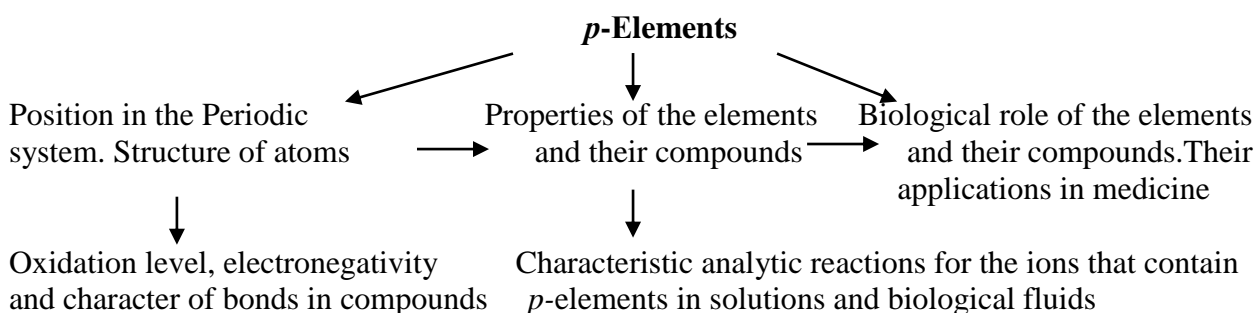 p-Elements
Position in the Periodic
system. Structure of atoms
Properties of the elements
and their compounds
Biological role of the elements
and their compounds.Their
applications in medicine
Oxidation level, electronegativity
and character of bonds in compounds
Characteristic analytic reactions for the ions that contain
p-elements in solutions and biological fluids